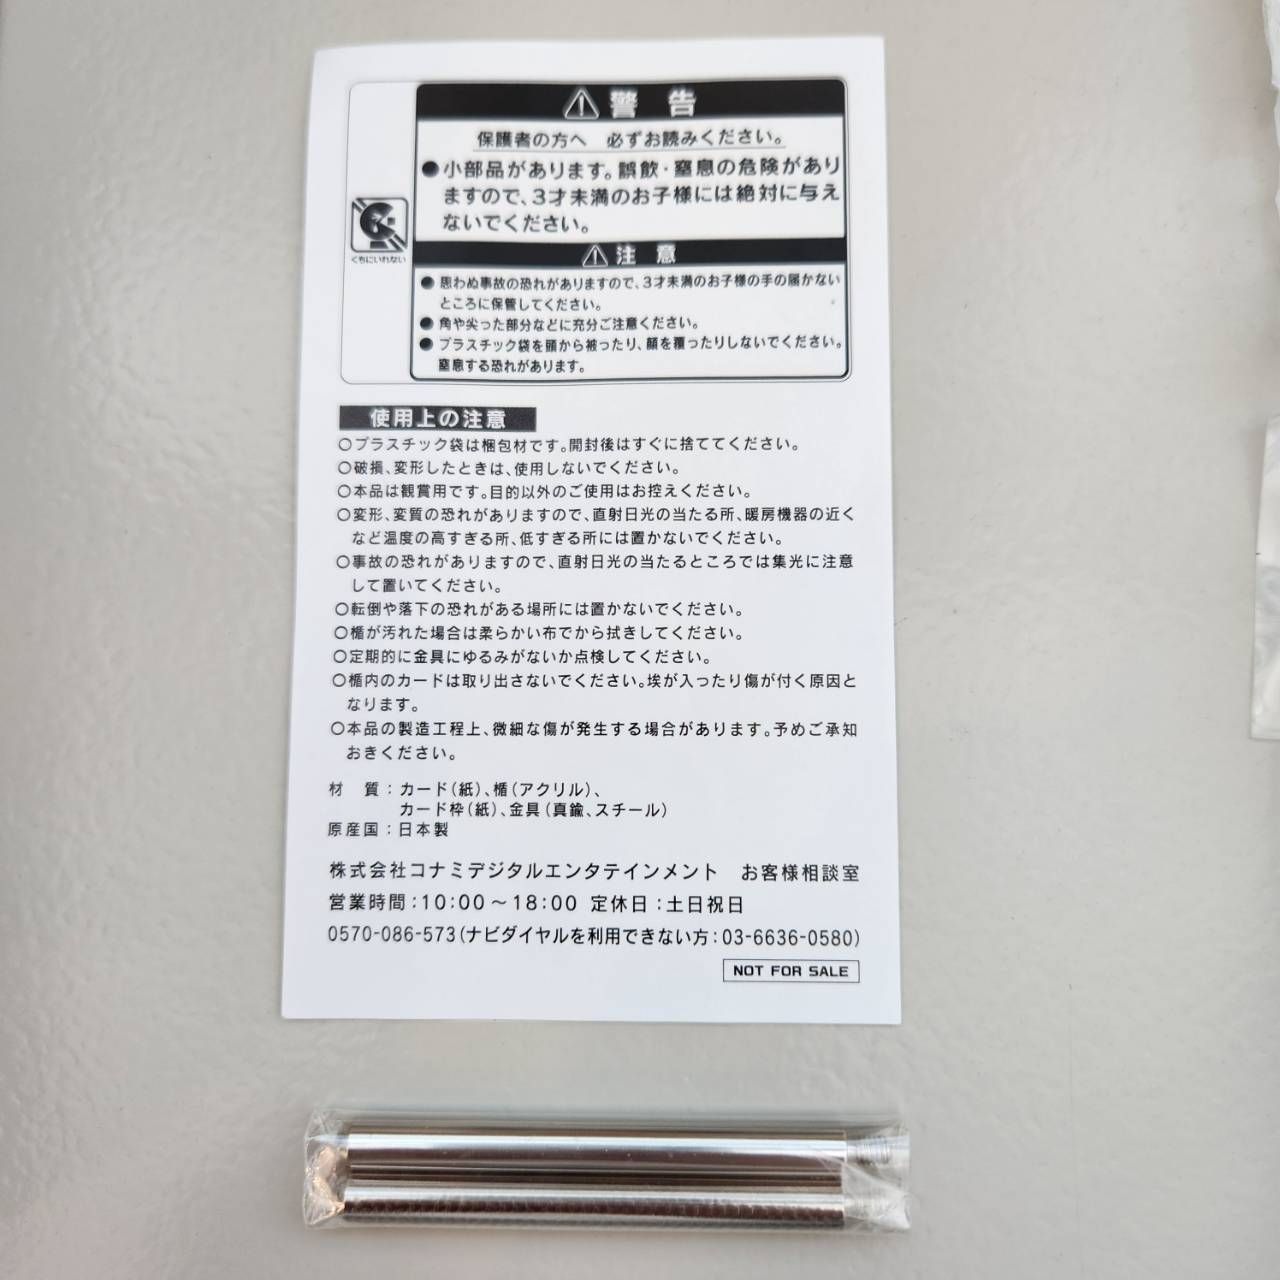 警 告
保護者の方へ 必ずお読みください。
●小部品があります。誤飲・窒息の危険があり
ますので、3才未満のお子様には絶対に与え
ないでください。
くちにいれない
注 意
●思わぬ事故の恐れがありますので、3才未満のお子様の手の届かない
ところに保管してください。
●角や尖った部分などに充分ご注意ください。
●プラスチック袋を頭から被ったり、顔を覆ったりしないでください。
窒息する恐れがあります。
使用上の注意
○プラスチック袋は梱包材です。開封後はすぐに捨ててください。
○破損、変形したときは、使用しないでください。
○本品は観賞用です。目的以外のご使用はお控えください。
○変形、変質の恐れがありますので、直射日光の当たる所、暖房機器の近く
など温度の高すぎる所、低すぎる所には置かないでください。
○事故の恐れがありますので、直射日光の当たるところでは集光に注意
して置いてください。
○転倒や落下の恐れがある場所には置かないでください。
○楯が汚れた場合は柔らかい布でから拭きしてください。
○定期的に金具にゆるみがないか点検してください。
○楯内のカードは取り出さないでください。埃が入ったり傷が付く原因と
なります。
○本品の製造工程上、微細な傷が発生する場合があります。予めご承知
おきください。
材 質：カード(紙)、楯(アクリル)、
カード枠(紙)、金具(真鍮、スチール)
原産国：日本製
株式会社コナミデジタルエンタテインメント お客様相談室
営業時間：10:00～18:00 定休日：土日祝日
0570-086-573(ナビダイヤルを利用できない方：03-6636-0580)
NOT FOR SALE